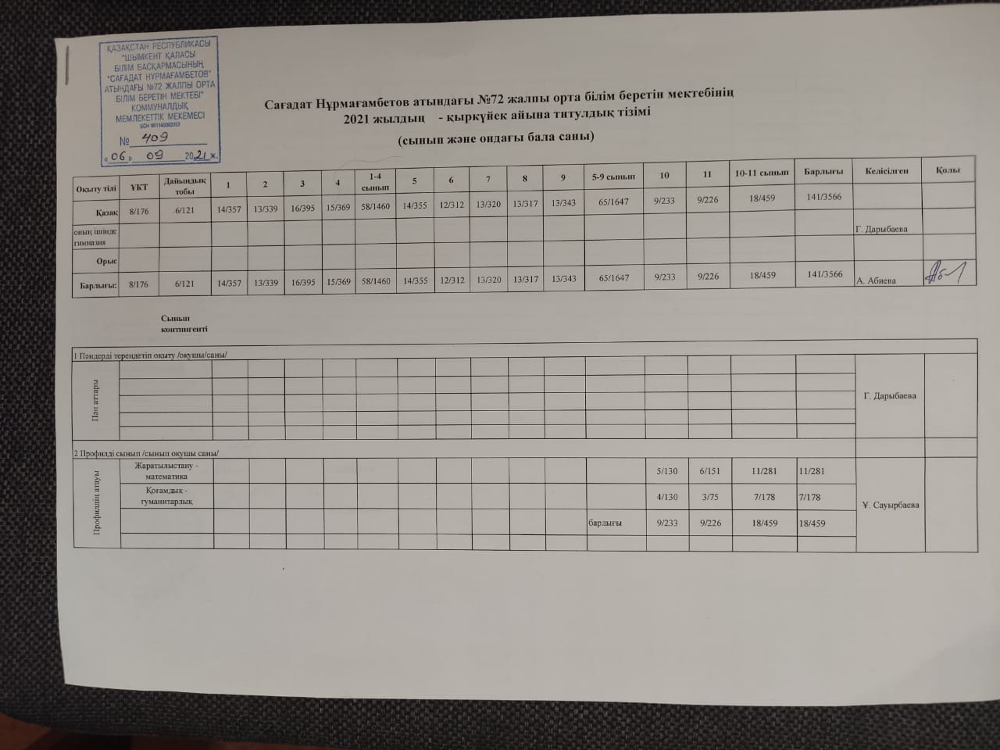 ҚАЗАҚСТАН РЕСПУБЛИКАСЫ
"ШЫМКЕНТ ҚАЛАСЫ
БІЛІМ БАСҚАРМАСЫНЫҢ
"САҒАДАТ НҰРМАҒАМБЕТОВ"
АТЫНДАҒЫ №72 ЖАЛПЫ ОРТА
БІЛІМ БЕРЕТІН МЕКТЕБІ"
КОММУНАЛДЫҚ
МЕМЛЕКЕТТІК МЕКЕМЕСІ
№ 409
«06» 09 2021 ж.
Сағадат Нұрмағамбетов атындағы №72 жалпы орта білім беретін мектебінің
2021 жылдың - қыркүйек айына титулдық тізімі
(сынып және ондағы бала саны)
Оқыту тілі ҰКТ Дайындық тобы 1 2 3 4 1-4 сынып 5 6 7 8 9 5-9 сынып 10 11 10-11 сынып Барлығы Келісілген Қолы
Қазақ 8/176 6/121 14/357 13/339 16/395 15/369 58/1460 14/355 12/312 13/320 13/317 13/343 65/1647 9/233 9/226 18/459 141/3566
оның ішінде гимназия Г. Дарыбаева
Орыс
Барлығы: 8/176 6/121 14/357 13/339 16/395 15/369 58/1460 14/355 12/312 13/320 13/317 13/343 65/1647 9/233 9/226 18/459 141/3566 А. Абиева
Сынып
контингенті
1 Пәндерді тереңдетіп оқыту /оқушы/саны/
Пән аттары
Г. Дарыбаева
2 Профилді сынып /сынып оқушы саны/
Профилдің атауы
Жаратылыстану - математика 5/130 6/151 11/281 11/281
Қоғамдық - гуманитарлық 4/130 3/75 7/178 7/178
Ұ. Сауырбаева
барлығы 9/233 9/226 18/459 18/459